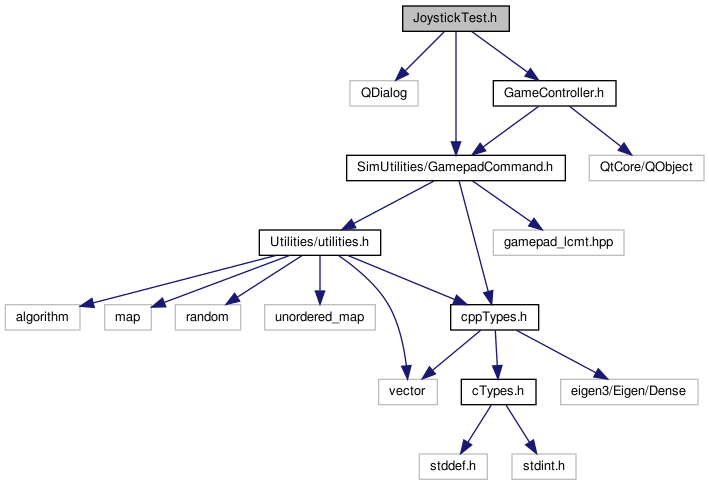 JoystickTest.h
QDialog
GameController.h
SimUtilities/GamepadCommand.h
QtCore/QObject
Utilities/utilities.h
gamepad_lcmt.hpp
algorithm
map
random
unordered_map
cppTypes.h
vector
cTypes.h
eigen3/Eigen/Dense
stddef.h
stdint.h